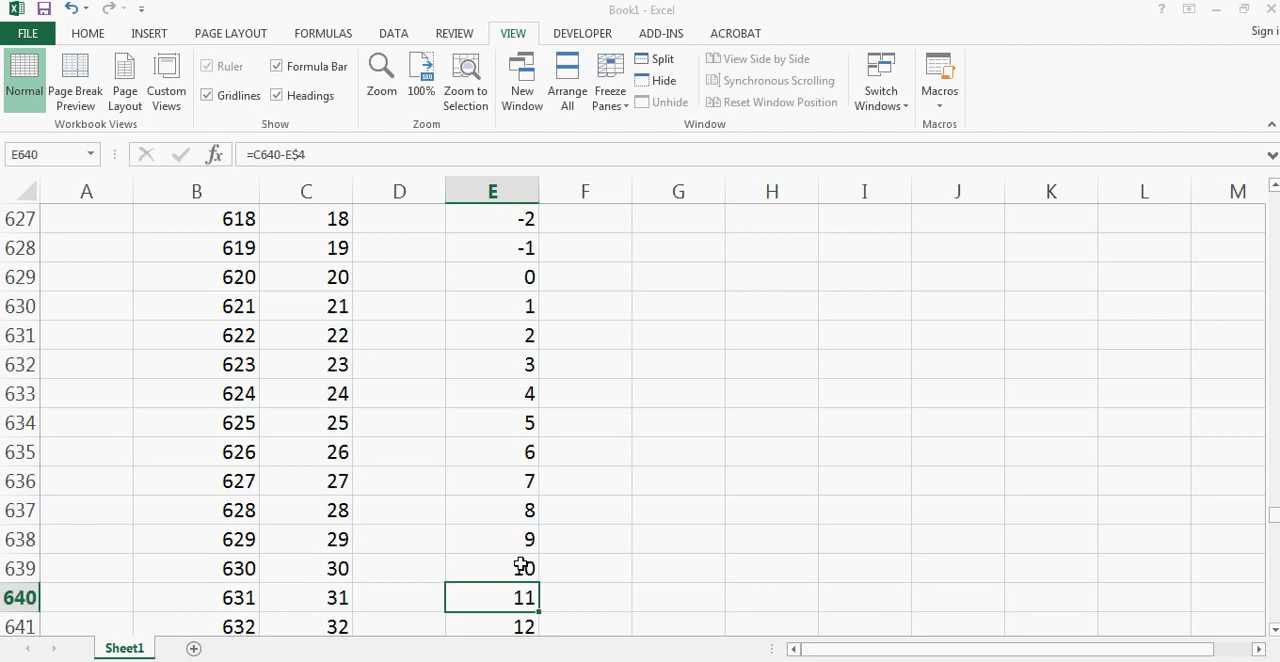 Book1 - Excel
?
FILE HOME INSERT PAGE LAYOUT FORMULAS DATA REVIEW VIEW DEVELOPER ADD-INS ACROBAT Sign i
Normal
Page Break
Preview
Page
Layout
Custom
Views
Workbook Views
Ruler
Formula Bar
Gridlines
Headings
Show
Zoom
100
100%
Zoom to
Selection
Zoom
New
Window
Arrange
All
Freeze
Panes
Split
Hide
Unhide
View Side by Side
Synchronous Scrolling
Reset Window Position
Window
Switch
Windows
Macros
Macros
E640 fx =C640-E$4
A B C D E F G H I J K L M
627 618 18 -2
628 619 19 -1
629 620 20 0
630 621 21 1
631 622 22 2
632 623 23 3
633 624 24 4
634 625 25 5
635 626 26 6
636 627 27 7
637 628 28 8
638 629 29 9
639 630 30 10
640 631 31 11
641 632 32 12
Sheet1